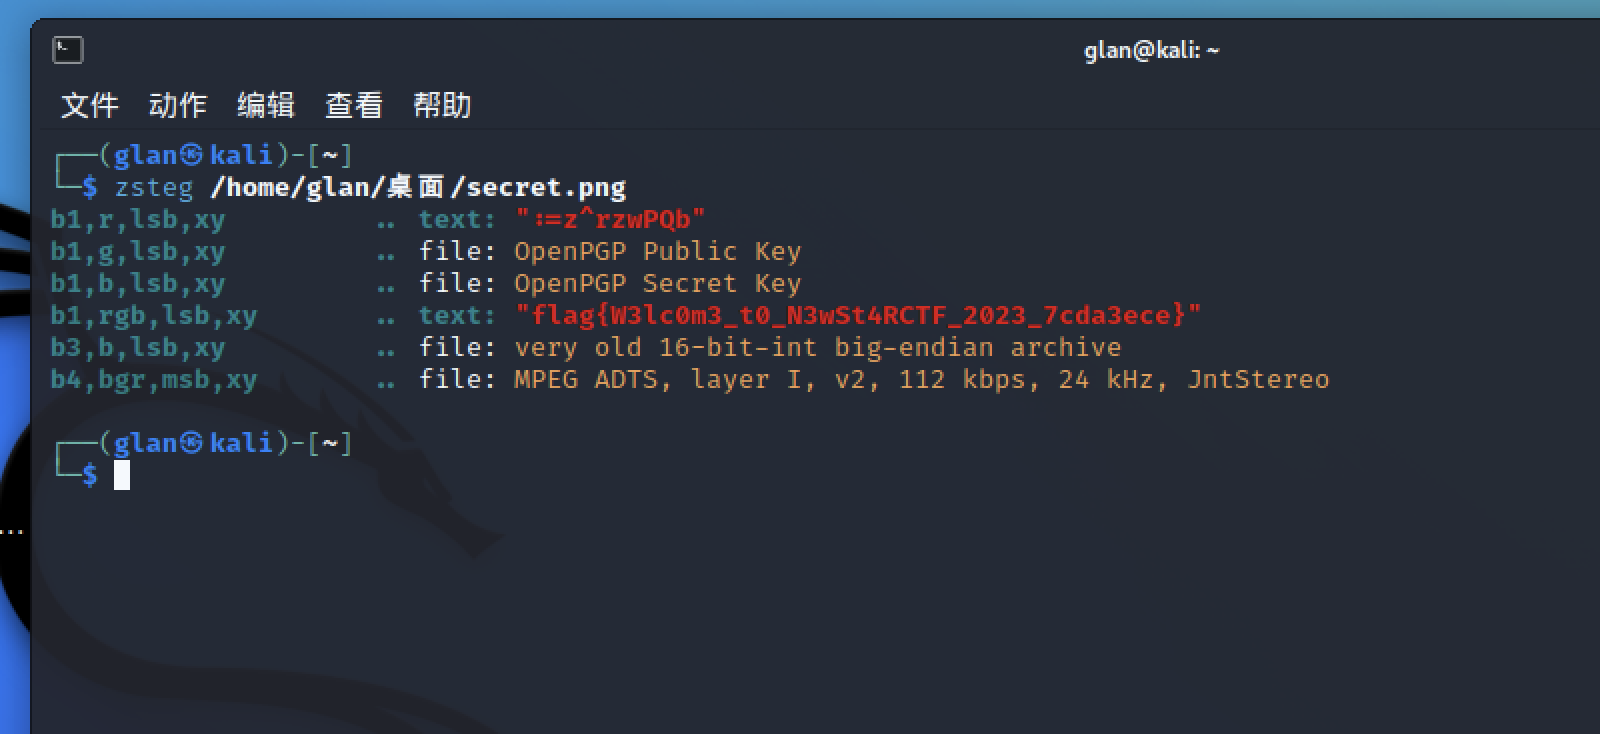 glan@kali: ~
文件 动作 编辑 查看 帮助
┌──(glan㉿kali)-[~]
└─$ zsteg /home/glan/桌面/secret.png
b1,r,lsb,xy .. text: ":=z^rzwPQb"
b1,g,lsb,xy .. file: OpenPGP Public Key
b1,b,lsb,xy .. file: OpenPGP Secret Key
b1,rgb,lsb,xy .. text: "flag{W3lc0m3_t0_N3wSt4RCTF_2023_7cda3ece}"
b3,b,lsb,xy .. file: very old 16-bit-int big-endian archive
b4,bgr,msb,xy .. file: MPEG ADTS, layer I, v2, 112 kbps, 24 kHz, JntStereo
┌──(glan㉿kali)-[~]
└─$
...